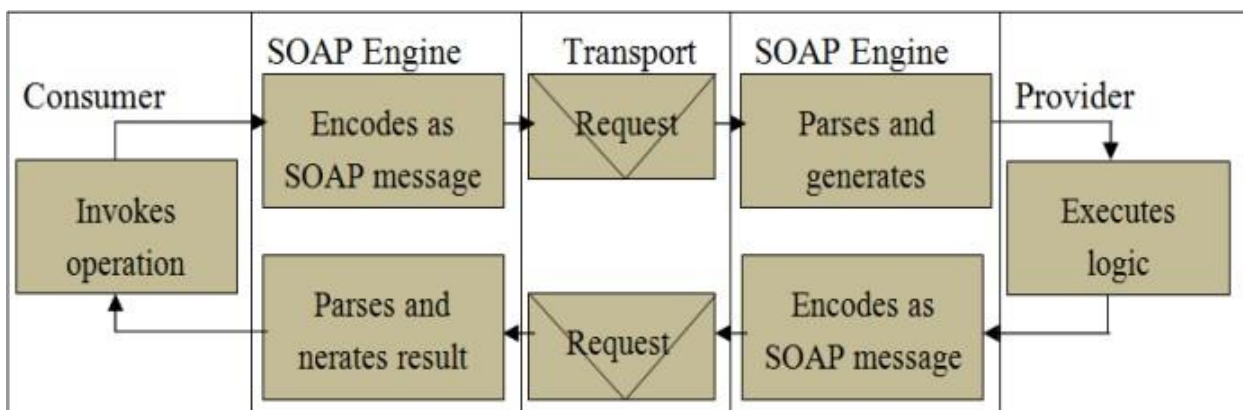 SOAP Engine
Transport
SOAP Engine
Consumer
Provider
Encodes as
SOAP message
Request
Parses and
generates
Invokes
operation
Executes
logic
Parses and
nerates result
Request
Encodes as
SOAP message